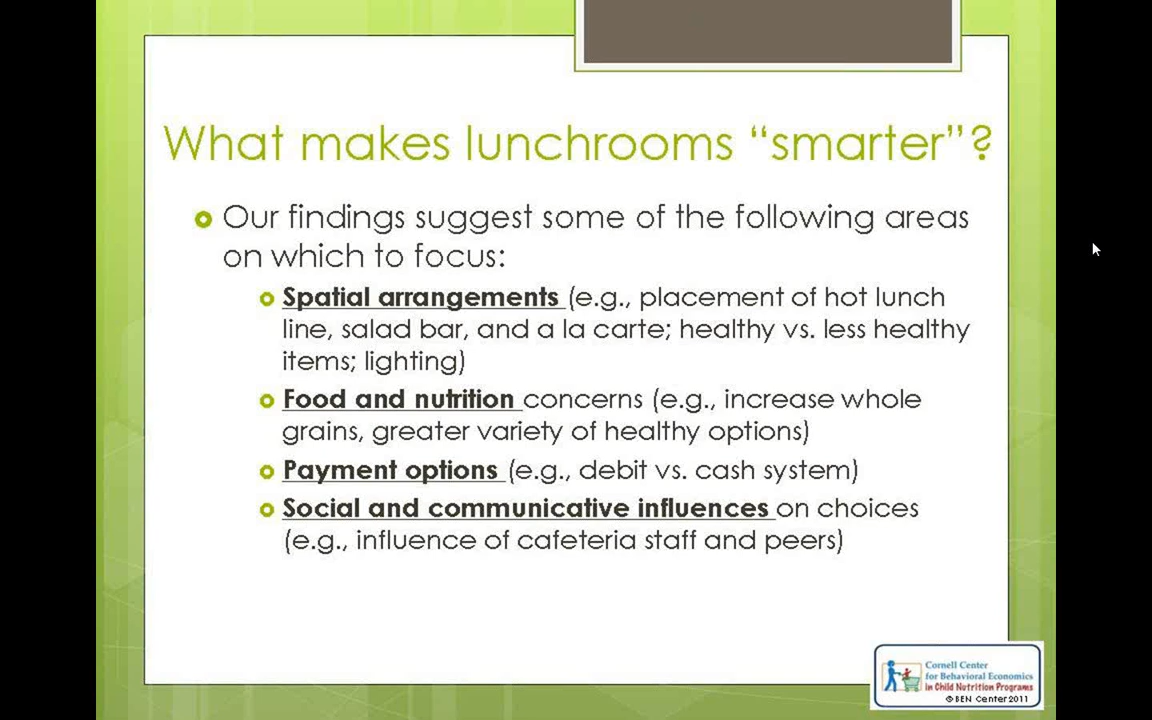 What makes lunchrooms “smarter”?
Our findings suggest some of the following areas
on which to focus:
Spatial arrangements (e.g., placement of hot lunch
line, salad bar, and a la carte; healthy vs. less healthy
items; lighting)
Food and nutrition concerns (e.g., increase whole
grains, greater variety of healthy options)
Payment options (e.g., debit vs. cash system)
Social and communicative influences on choices
(e.g., influence of cafeteria staff and peers)
Cornell Center
for Behavioral Economics
in Child Nutrition Programs
©BEN Center 2011